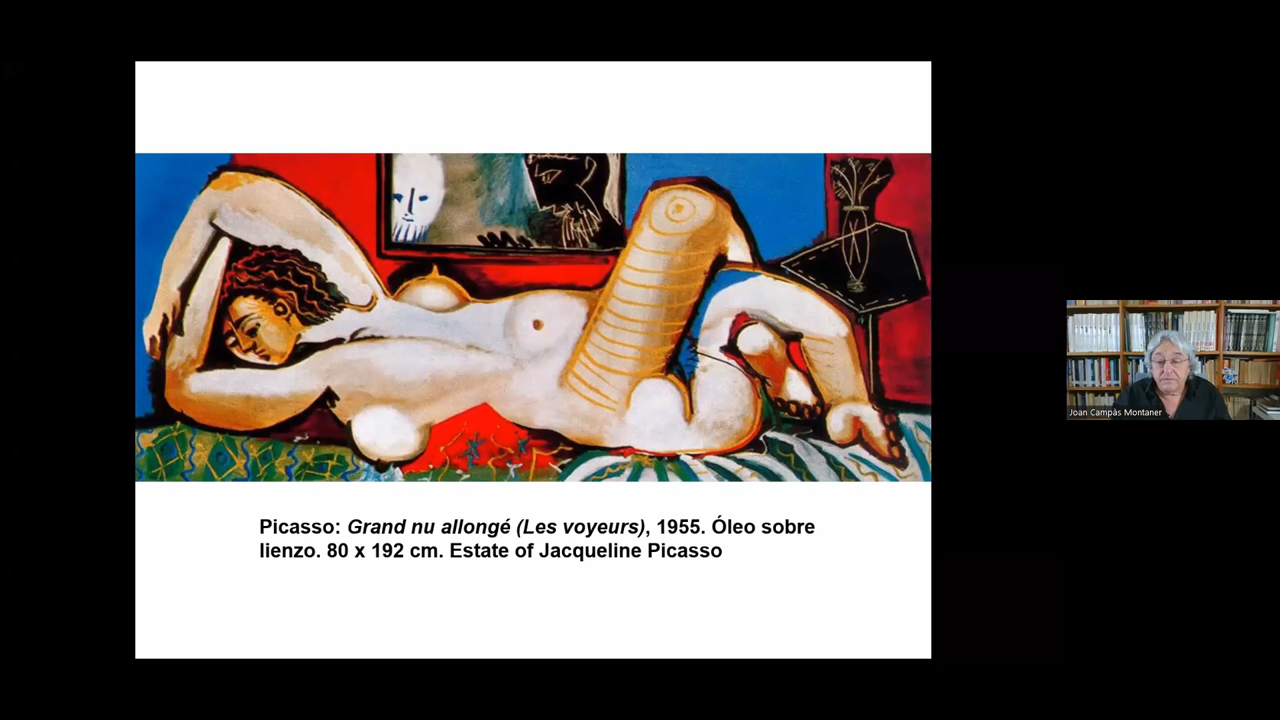 Picasso: Grand nu allongé (Les voyeurs), 1955. Óleo sobre
lienzo. 80 x 192 cm. Estate of Jacqueline Picasso
Joan Campàs Montaner